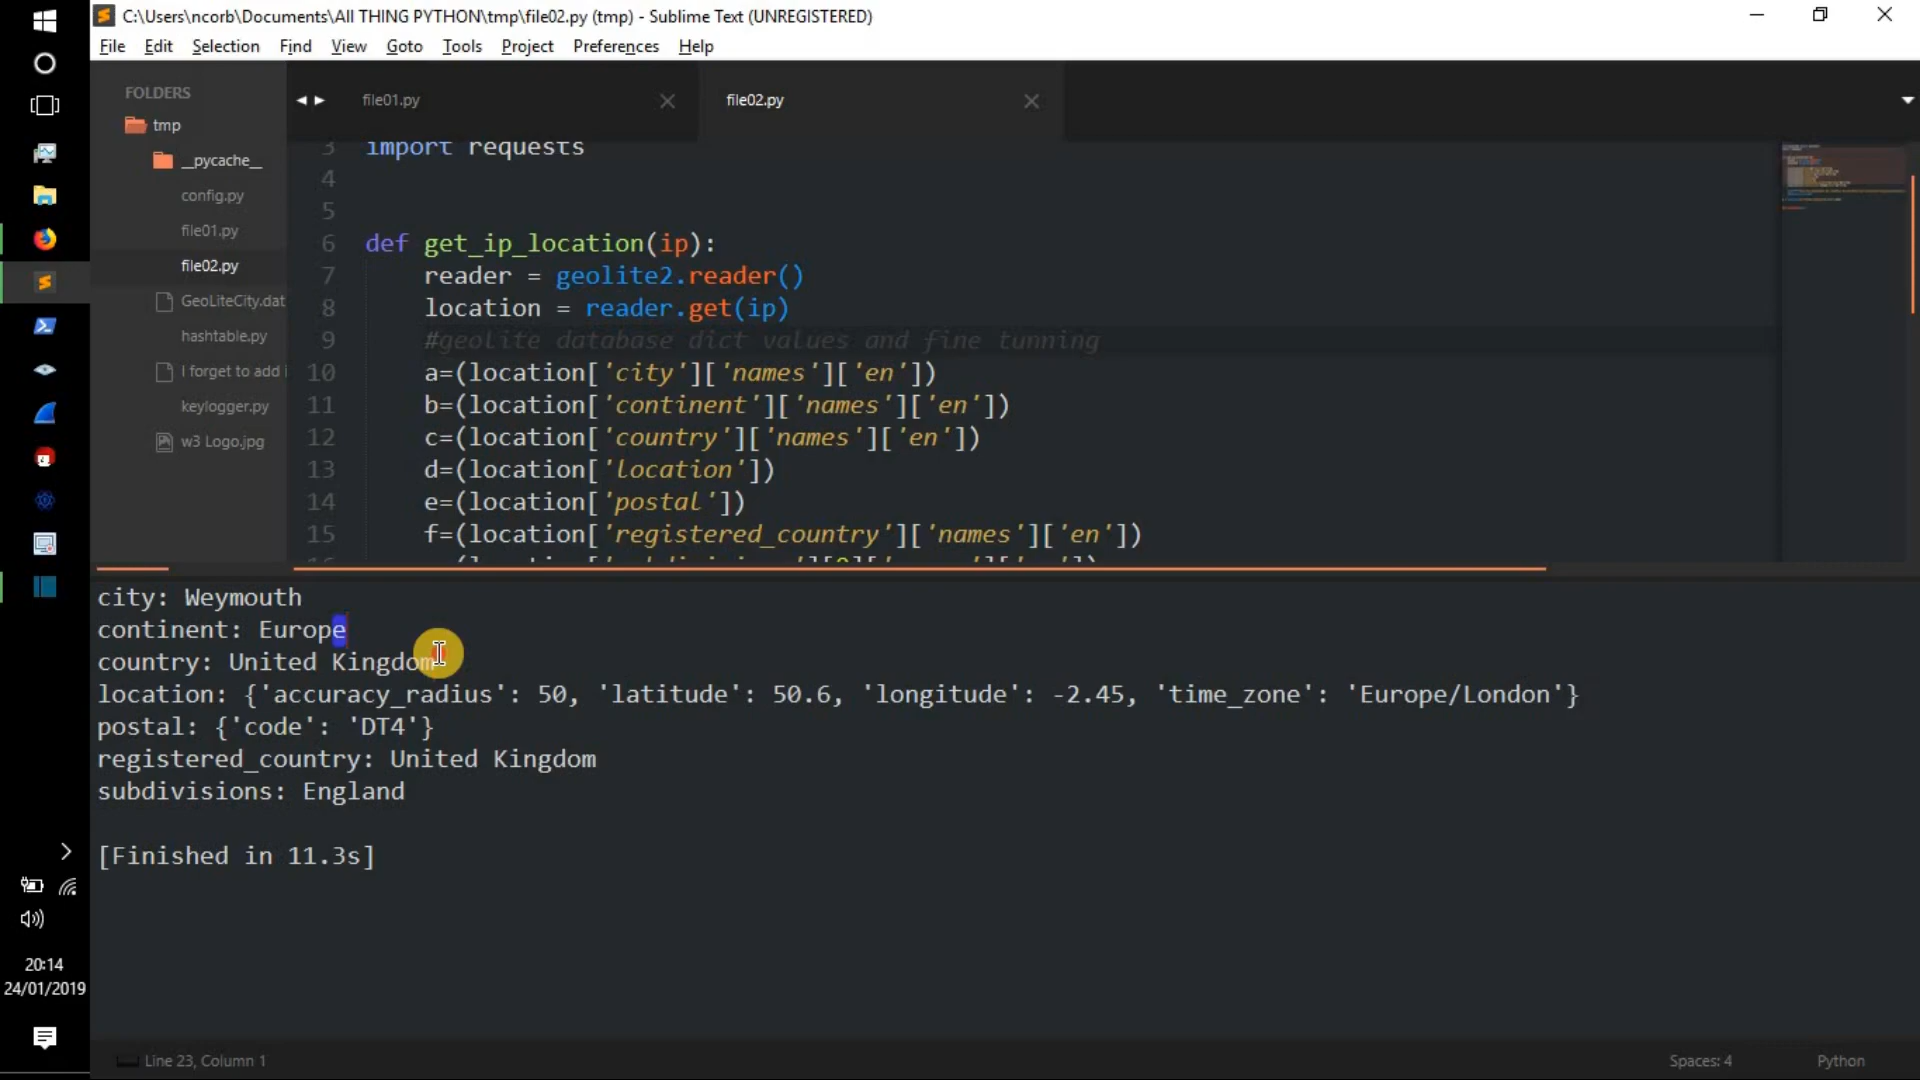 C:\Users\ncorb\Documents\All THING PYTHON\tmp\file02.py (tmp) - Sublime Text (UNREGISTERED)
File Edit Selection Find View Goto Tools Project Preferences Help
FOLDERS
tmp
__pycache__
config.py
file01.py
file02.py
GeoLiteCity.dat
hashtable.py
I forget to add i
keylogger.py
w3 Logo.jpg
file01.py
file02.py
3 import requests
4
5
6 def get_ip_location(ip):
7 reader = geolite2.reader()
8 location = reader.get(ip)
9 #geolite database dict values and fine tunning
10 a=(location['city']['names']['en'])
11 b=(location['continent']['names']['en'])
12 c=(location['country']['names']['en'])
13 d=(location['location'])
14 e=(location['postal'])
15 f=(location['registered_country']['names']['en'])
city: Weymouth
continent: Europe
country: United Kingdom
location: {'accuracy_radius': 50, 'latitude': 50.6, 'longitude': -2.45, 'time_zone': 'Europe/London'}
postal: {'code': 'DT4'}
registered_country: United Kingdom
subdivisions: England
[Finished in 11.3s]
20:14
24/01/2019
Line 23, Column 1
Spaces: 4
Python